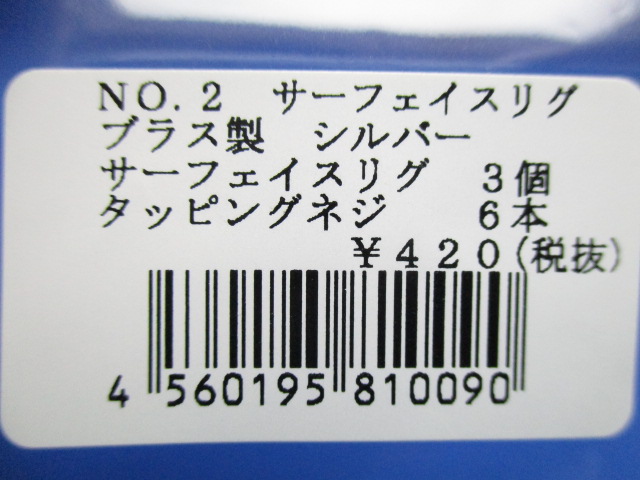 NO.2　サーフェイスリグ
ブラス製　シルバー
サーフェイスリグ　３個
タッピングネジ　　６本
￥４２０(税抜)
4 560195 810090